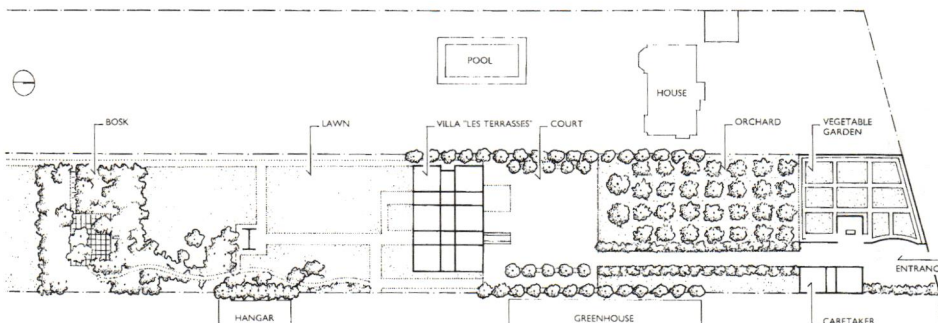 POOL
HOUSE
BOSK
LAWN
VILLA "LES TERRASSES"
COURT
ORCHARD
VEGETABLE
GARDEN
ENTRANC
HANGAR
GREENHOUSE
CARETAKER